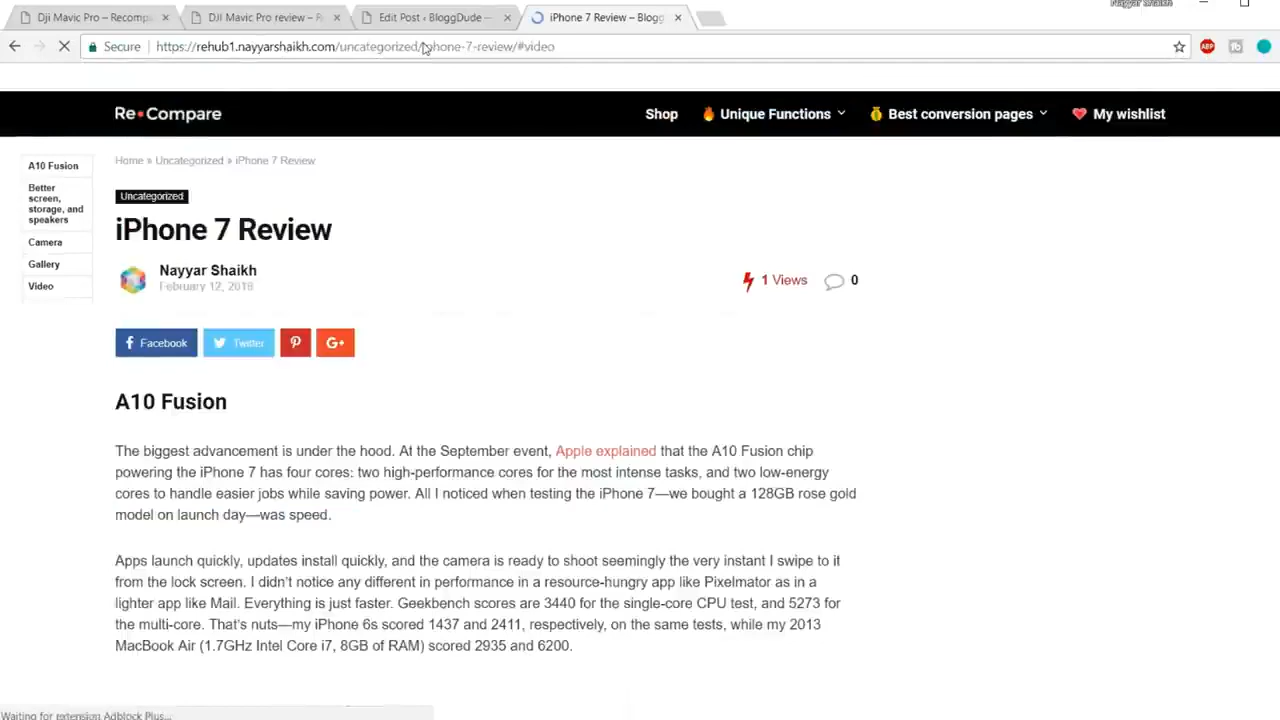 Dji Mavic Pro – Recomp
DJI Mavic Pro review – R
Edit Post ‹ BloggDude —
iPhone 7 Review – Blogg
Nayyar Shaikh
Secure
https://rehub1.nayyarshaikh.com/uncategorized/iphone-7-review/#video
ABP
Re•Compare
Shop
Unique Functions
Best conversion pages
My wishlist
A10 Fusion
Better
screen,
storage, and
speakers
Camera
Gallery
Video
Home » Uncategorized » iPhone 7 Review
Uncategorized
iPhone 7 Review
Nayyar Shaikh
February 12, 2018
1 Views
0
Facebook
Twitter
G+
A10 Fusion
The biggest advancement is under the hood. At the September event, Apple explained that the A10 Fusion chip
powering the iPhone 7 has four cores: two high-performance cores for the most intense tasks, and two low-energy
cores to handle easier jobs while saving power. All I noticed when testing the iPhone 7—we bought a 128GB rose gold
model on launch day—was speed.
Apps launch quickly, updates install quickly, and the camera is ready to shoot seemingly the very instant I swipe to it
from the lock screen. I didn't notice any different in performance in a resource-hungry app like Pixelmator as in a
lighter app like Mail. Everything is just faster. Geekbench scores are 3440 for the single-core CPU test, and 5273 for
the multi-core. That's nuts—my iPhone 6s scored 1437 and 2411, respectively, on the same tests, while my 2013
MacBook Air (1.7GHz Intel Core i7, 8GB of RAM) scored 2935 and 6200.
Waiting for extension Adblock Plus...